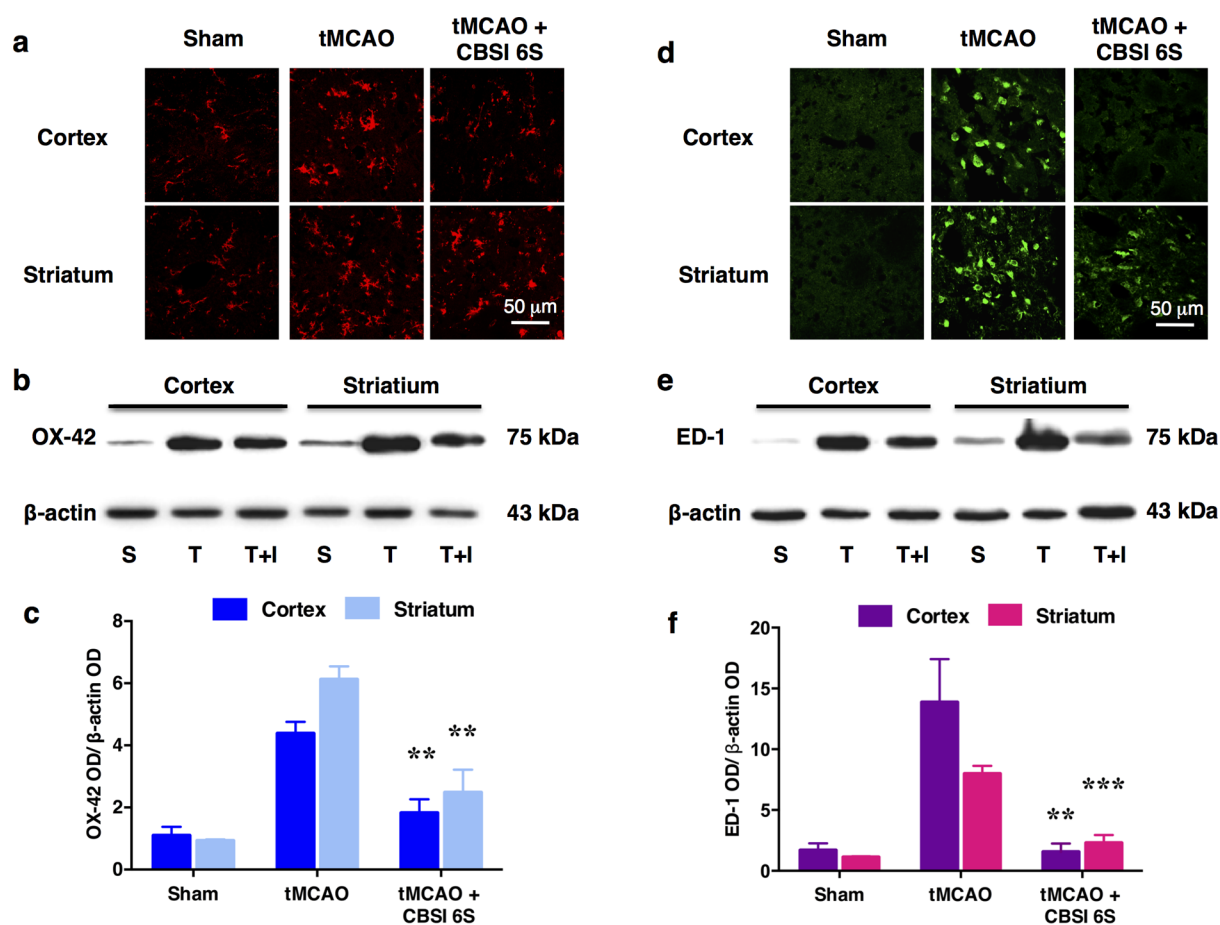 a
Sham
tMCAO
tMCAO +
CBSI 6S
Cortex
Striatum
50 μm
b
Cortex
Striatium
OX-42
75 kDa
β-actin
43 kDa
S T T+I S T T+I
c
Cortex Striatum
OX-42 OD/ β-actin OD
8
6
4
2
0
**
**
Sham
tMCAO
tMCAO +
CBSI 6S
d
Sham
tMCAO
tMCAO +
CBSI 6S
Cortex
Striatum
50 μm
e
Cortex
Striatium
ED-1
75 kDa
β-actin
43 kDa
S T T+I S T T+I
f
Cortex Striatum
ED-1 OD/ β-actin OD
20
15
10
5
0
**
***
Sham
tMCAO
tMCAO +
CBSI 6S